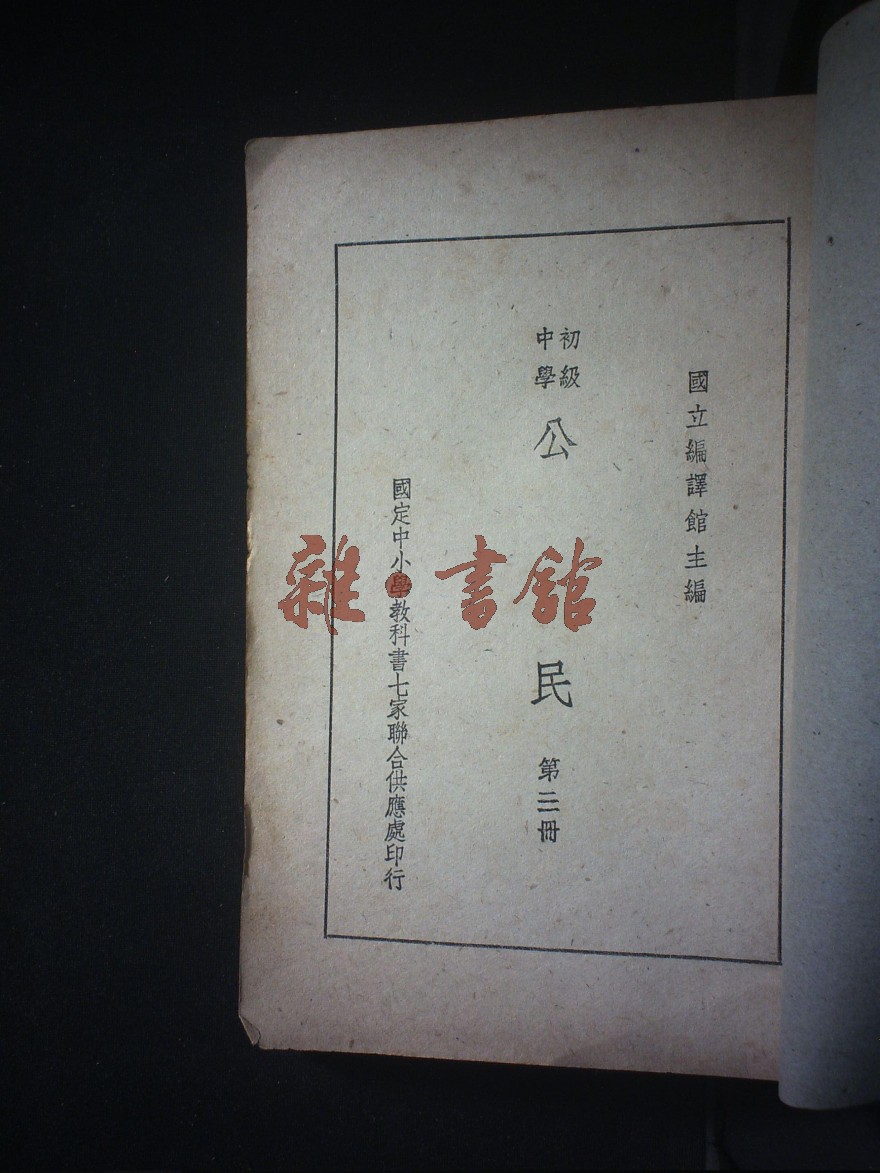 國立編譯館主編
初級
中學
公民 第三冊
國定中小學教科書七家聯合供應處印行
雜·書館